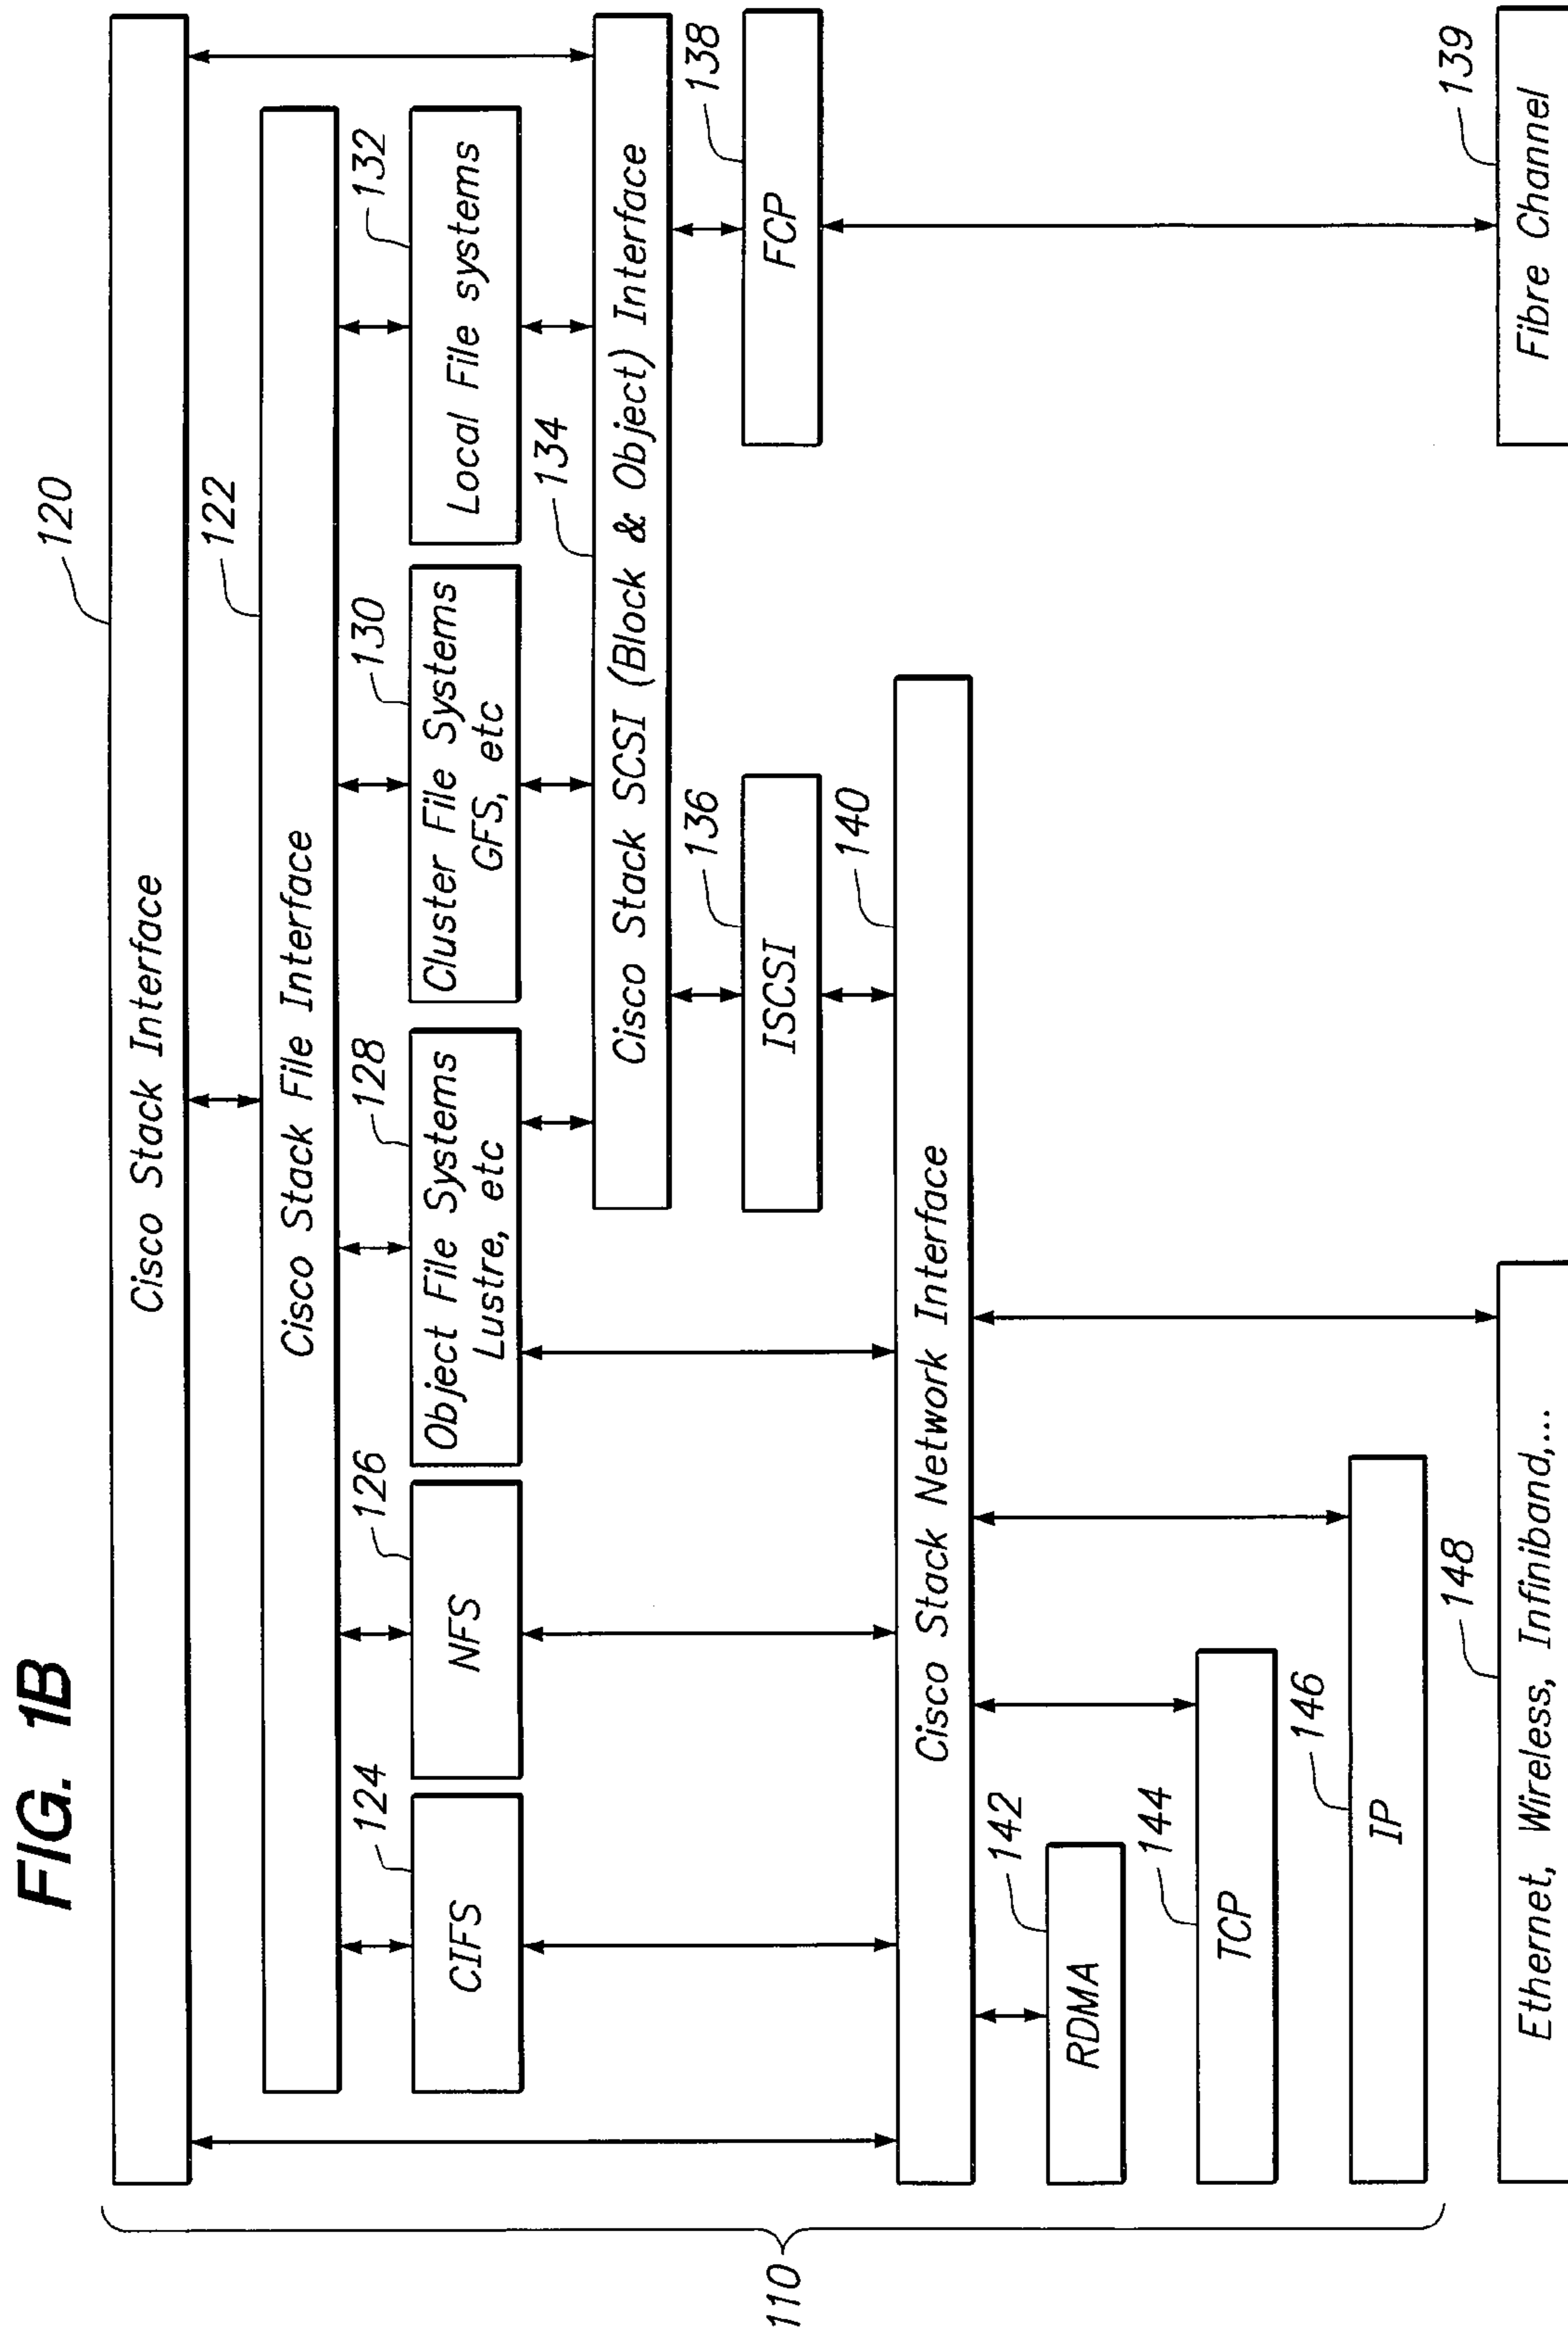 FIG. 1B
120
Cisco Stack Interface
122
Cisco Stack File Interface
124
126
128
130
132
CIFS
NFS
Object File Systems
Lustre, etc
Cluster File Systems
GFS, etc
Local File systems
134
Cisco Stack SCSI (Block & Object) Interface
136
138
ISCSI
FCP
140
Cisco Stack Network Interface
142
RDMA
144
TCP
146
IP
148
139
Ethernet, Wireless, Infiniband,...
Fibre Channel
110